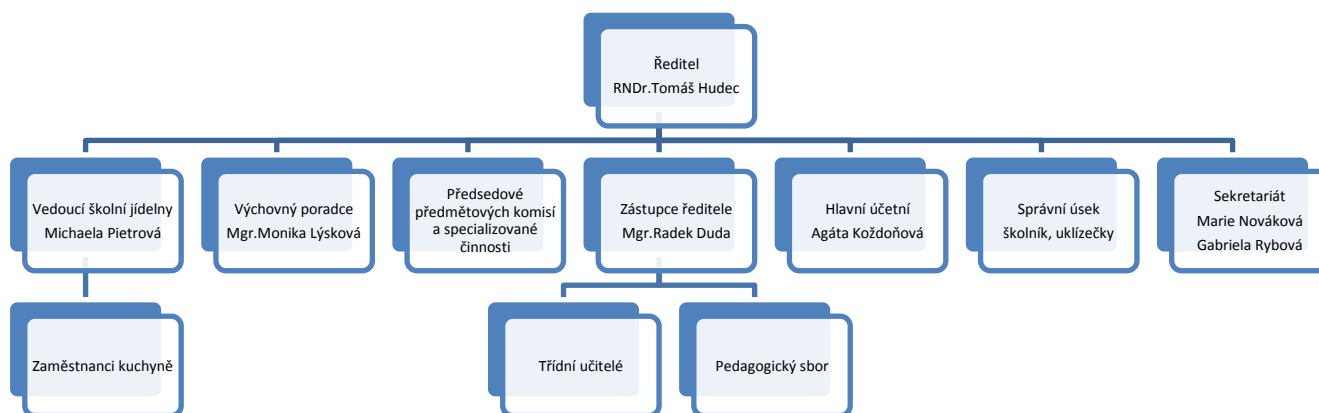 Ředitel
RNDr.Tomáš Hudec
Vedoucí školní jídelny
Michaela Pietrová
Výchovný poradce
Mgr.Monika Lýsková
Předsedové
předmětových komisí
a specializované
činnosti
Zástupce ředitele
Mgr.Radek Duda
Hlavní účetní
Agáta Koždoňová
Správní úsek
školník, uklízečky
Sekretariát
Marie Nováková
Gabriela Rybová
Zaměstnanci kuchyně
Třídní učitelé
Pedagogický sbor